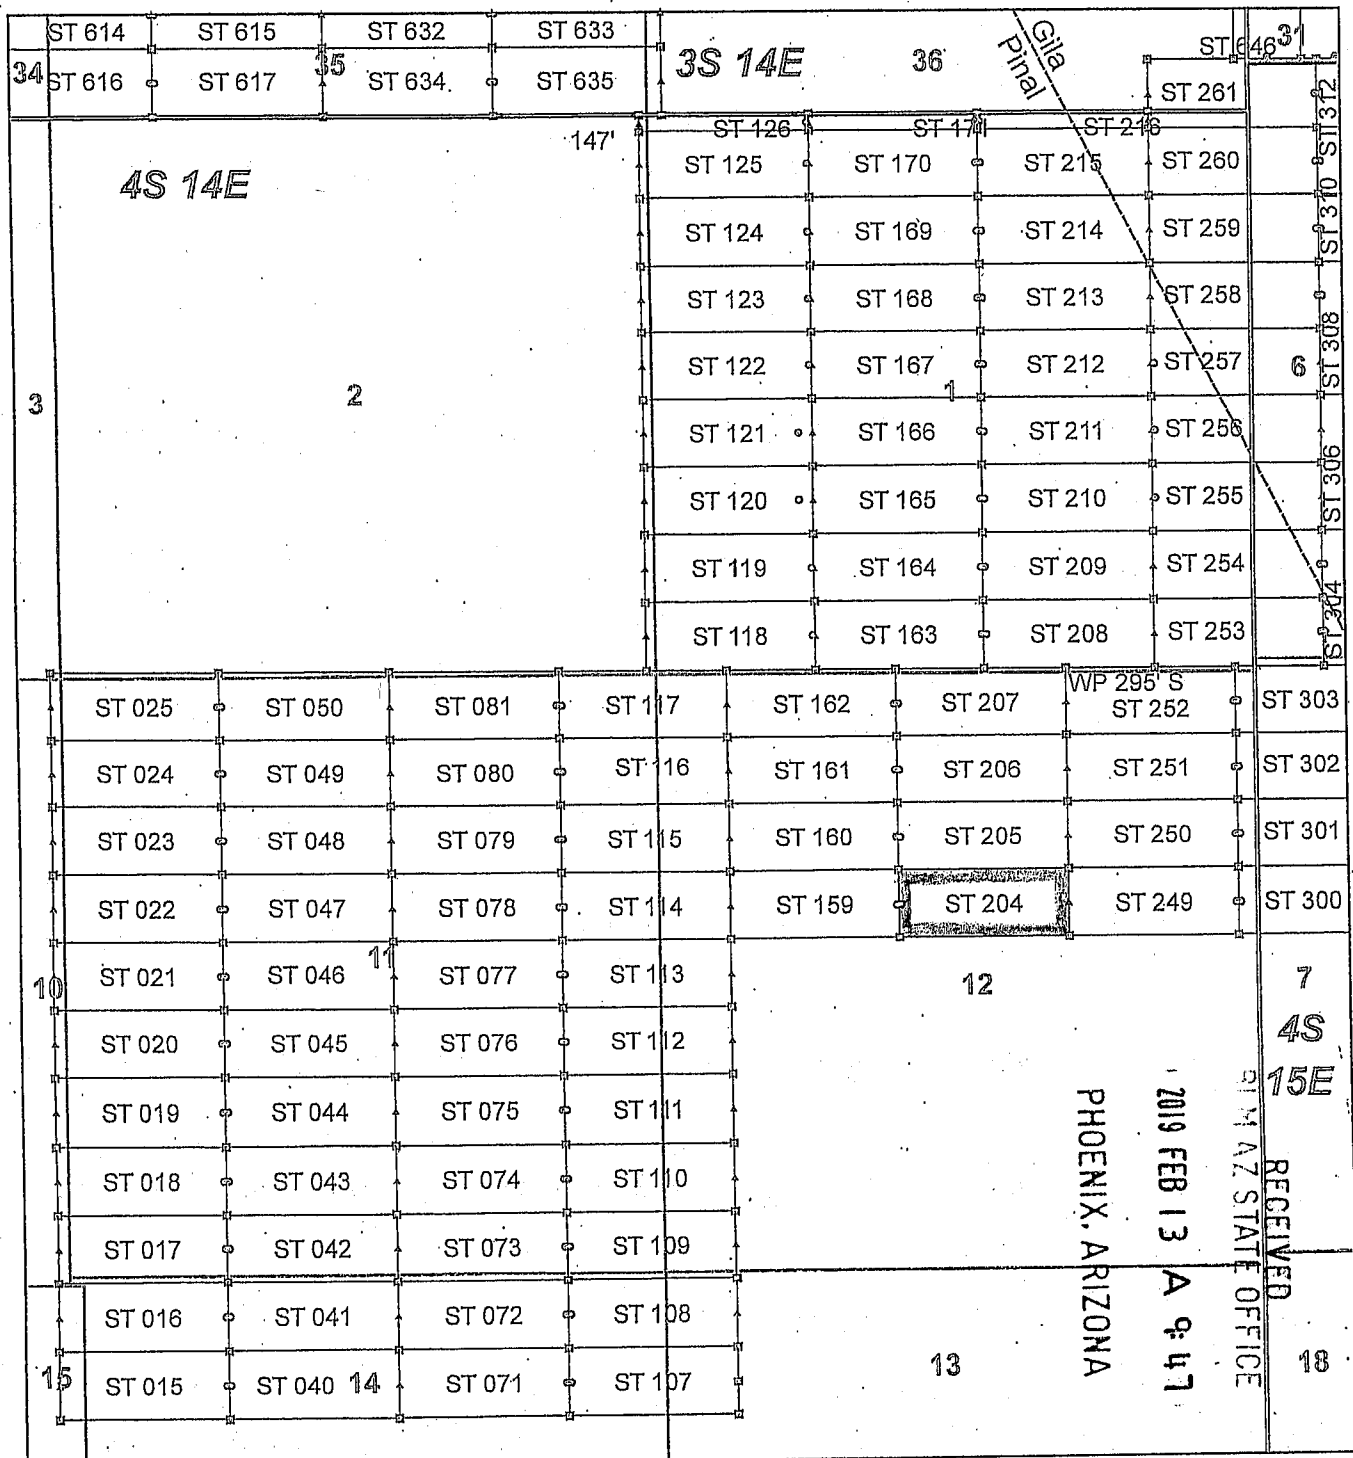 ST 614 ST 615 ST 632 ST 633
34 ST 616 ST 617 35 ST 634 ST 635
3S 14E 36 Gila Pinal ST 646 31
ST 261 ST 312
147' ST 126 ST 171 ST 216
4S 14E ST 125 ST 170 ST 215 ST 260
ST 124 ST 169 ST 214 ST 259 ST 310
ST 123 ST 168 ST 213 ST 258
3 2 ST 122 ST 167 1 ST 212 ST 257 6 ST 308
ST 121 ST 166 ST 211 ST 256
ST 120 ST 165 ST 210 ST 255 ST 306
ST 119 ST 164 ST 209 ST 254
ST 118 ST 163 ST 208 ST 253 ST 304
WP 295' S
ST 025 ST 050 ST 081 ST 117 ST 162 ST 207 ST 252 ST 303
ST 024 ST 049 ST 080 ST 116 ST 161 ST 206 ST 251 ST 302
ST 023 ST 048 ST 079 ST 115 ST 160 ST 205 ST 250 ST 301
ST 022 ST 047 ST 078 ST 114 ST 159 ST 204 ST 249 ST 300
10 ST 021 ST 046 11 ST 077 ST 113 12 7
ST 020 ST 045 ST 076 ST 112 4S
15E
ST 019 ST 044 ST 075 ST 111
ST 018 ST 043 ST 074 ST 110
ST 017 ST 042 ST 073 ST 109
ST 016 ST 041 ST 072 ST 108
15 ST 015 ST 040 14 ST 071 ST 107 13 18
RECEIVED
BLM AZ STATE OFFICE
2019 FEB 13 A 9:47
PHOENIX, ARIZONA